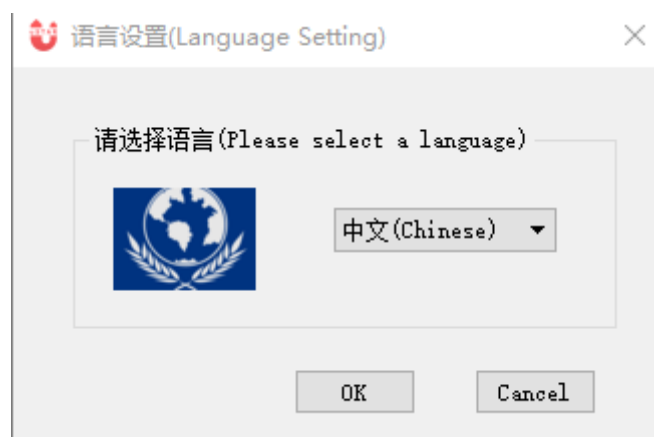 语言设置(Language Setting)
请选择语言(Please select a language)
中文(Chinese)
OK Cancel